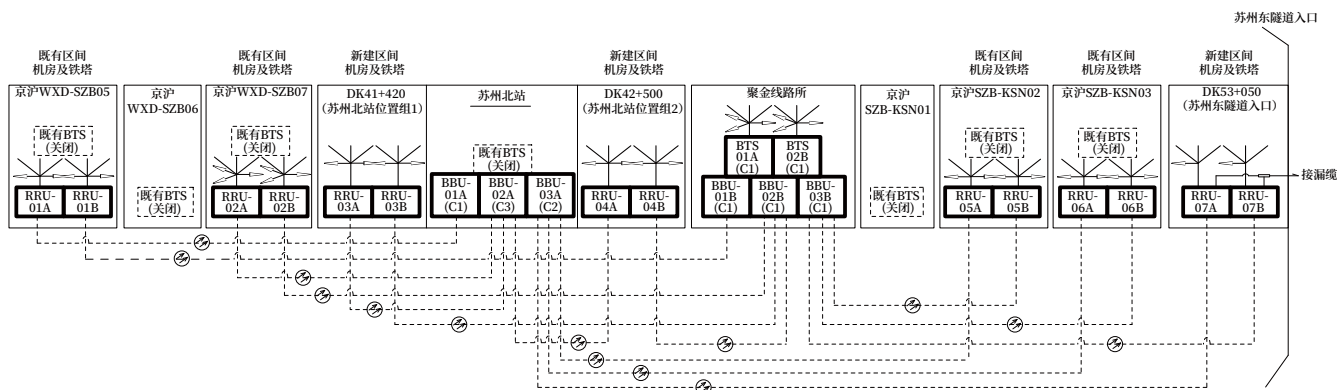 苏州东隧道入口
既有区间
机房及铁塔
京沪WXD-SZB05
既有BTS
(关闭)
RRU-
01A
RRU-
01B
京沪
WXD-SZB06
既有BTS
(关闭)
既有区间
机房及铁塔
京沪WXD-SZB07
既有BTS
(关闭)
RRU-
02A
RRU-
02B
新建区间
机房及铁塔
DK41+420
(苏州北站位置组1)
RRU-
03A
RRU-
03B
苏州北站
既有BTS
(关闭)
BBU-
01A
(C1)
BBU-
02A
(C3)
BBU-
03A
(C2)
新建区间
机房及铁塔
DK42+500
(苏州北站位置组2)
RRU-
04A
RRU-
04B
聚金线路所
BTS
01A
(C1)
BTS
02B
(C1)
BBU-
01B
(C1)
BBU-
02B
(C1)
BBU-
03B
(C1)
京沪
SZB-KSN01
既有BTS
(关闭)
既有区间
机房及铁塔
京沪SZB-KSN02
既有BTS
(关闭)
RRU-
05A
RRU-
05B
既有区间
机房及铁塔
京沪SZB-KSN03
既有BTS
(关闭)
RRU-
06A
RRU-
06B
新建区间
机房及铁塔
DK53+050
(苏州东隧道入口)
RRU-
07A
RRU-
07B
接漏缆